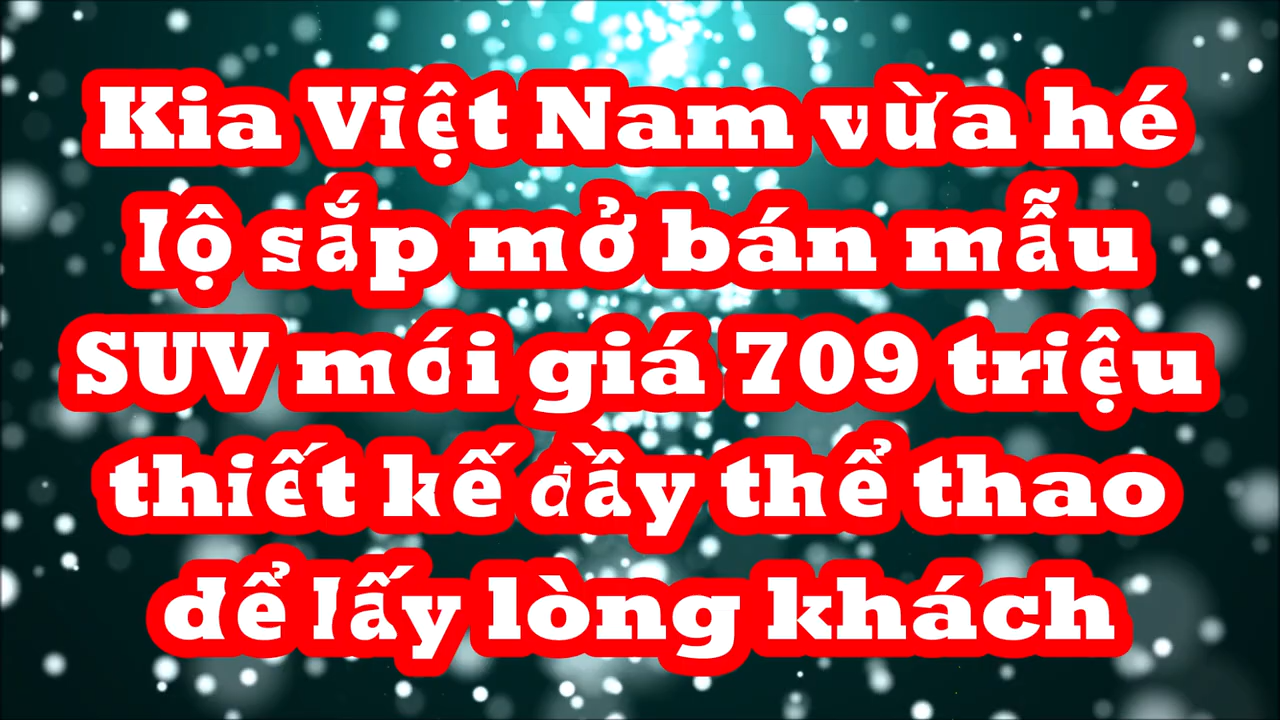 Kia Việt Nam vừa hé
lộ sắp mở bán mẫu
SUV mới giá 709 triệu
thiết kế đầy thể thao
để lấy lòng khách